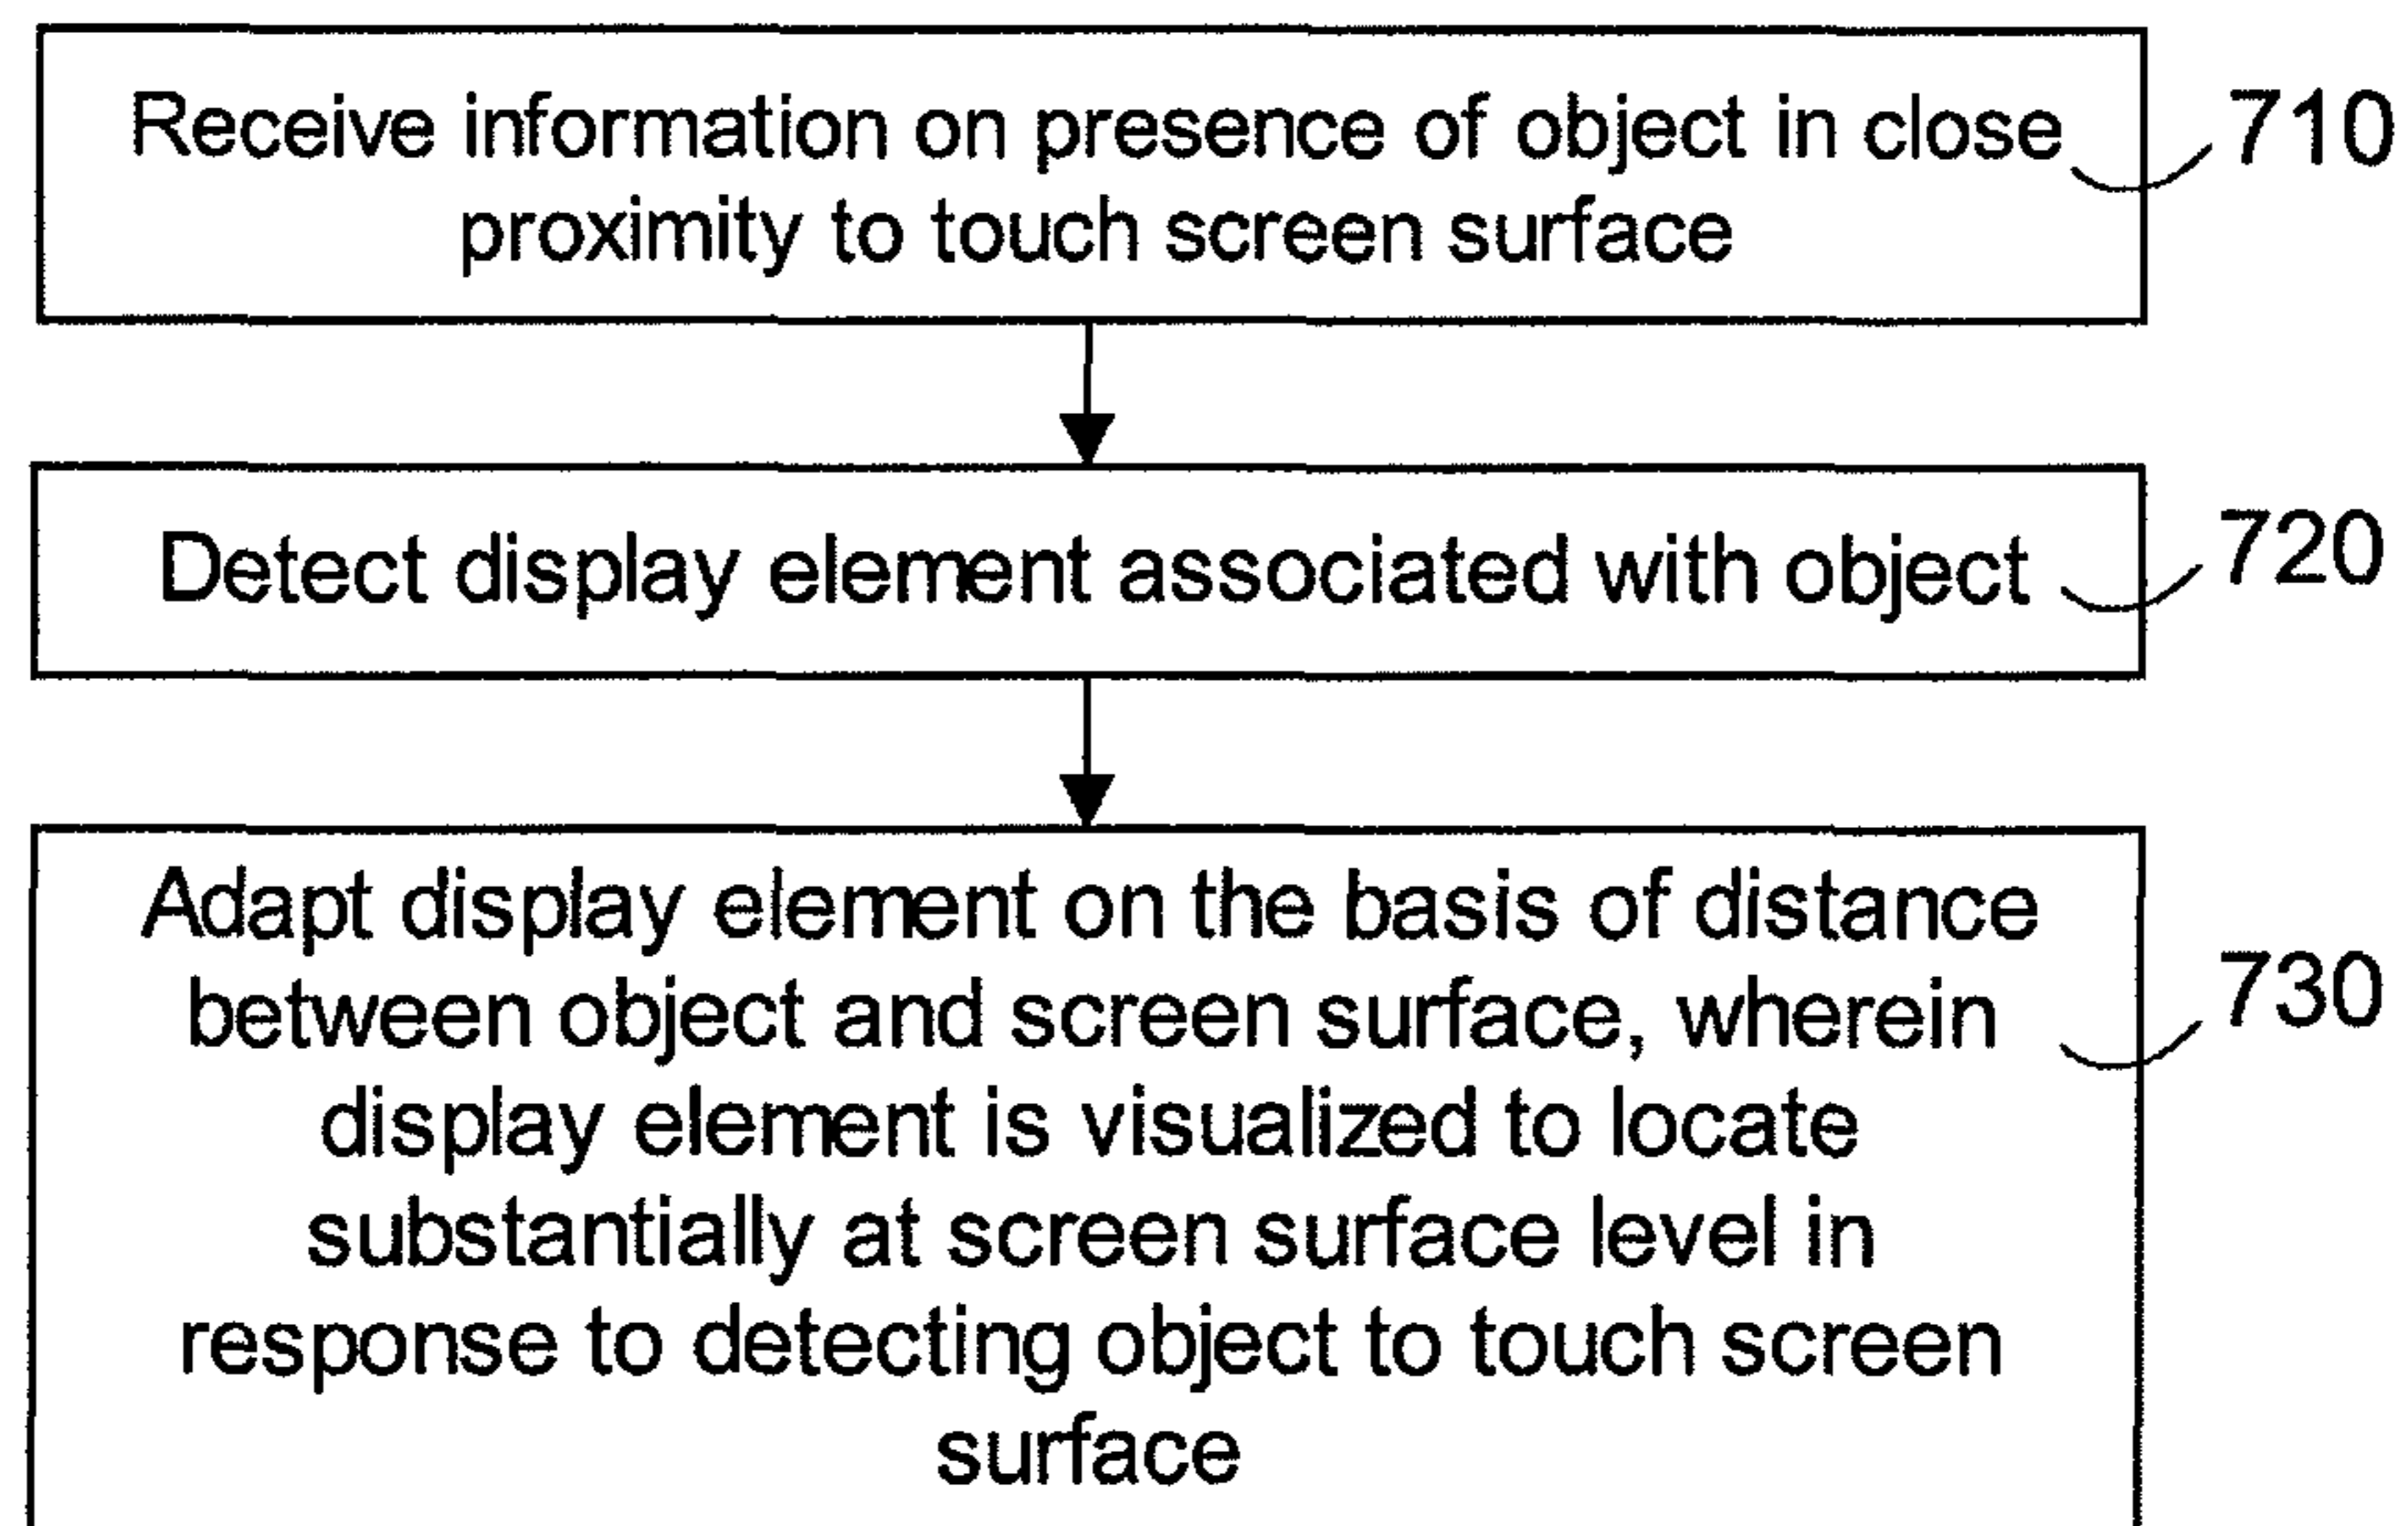 Receive information on presence of object in close
proximity to touch screen surface
710
Detect display element associated with object
720
Adapt display element on the basis of distance
between object and screen surface, wherein
display element is visualized to locate
substantially at screen surface level in
response to detecting object to touch screen
surface
730